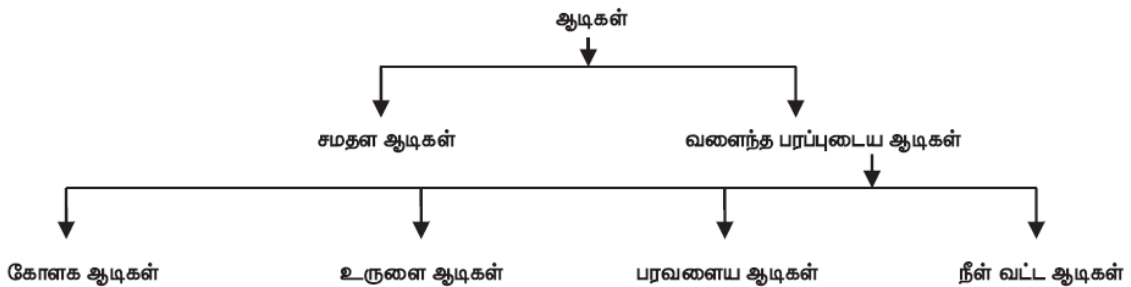 ஆடிகள்
சமதள ஆடிகள் வளைந்த பரப்புடைய ஆடிகள்
கோளக ஆடிகள் உருளை ஆடிகள் பரவளைய ஆடிகள் நீள் வட்ட ஆடிகள்